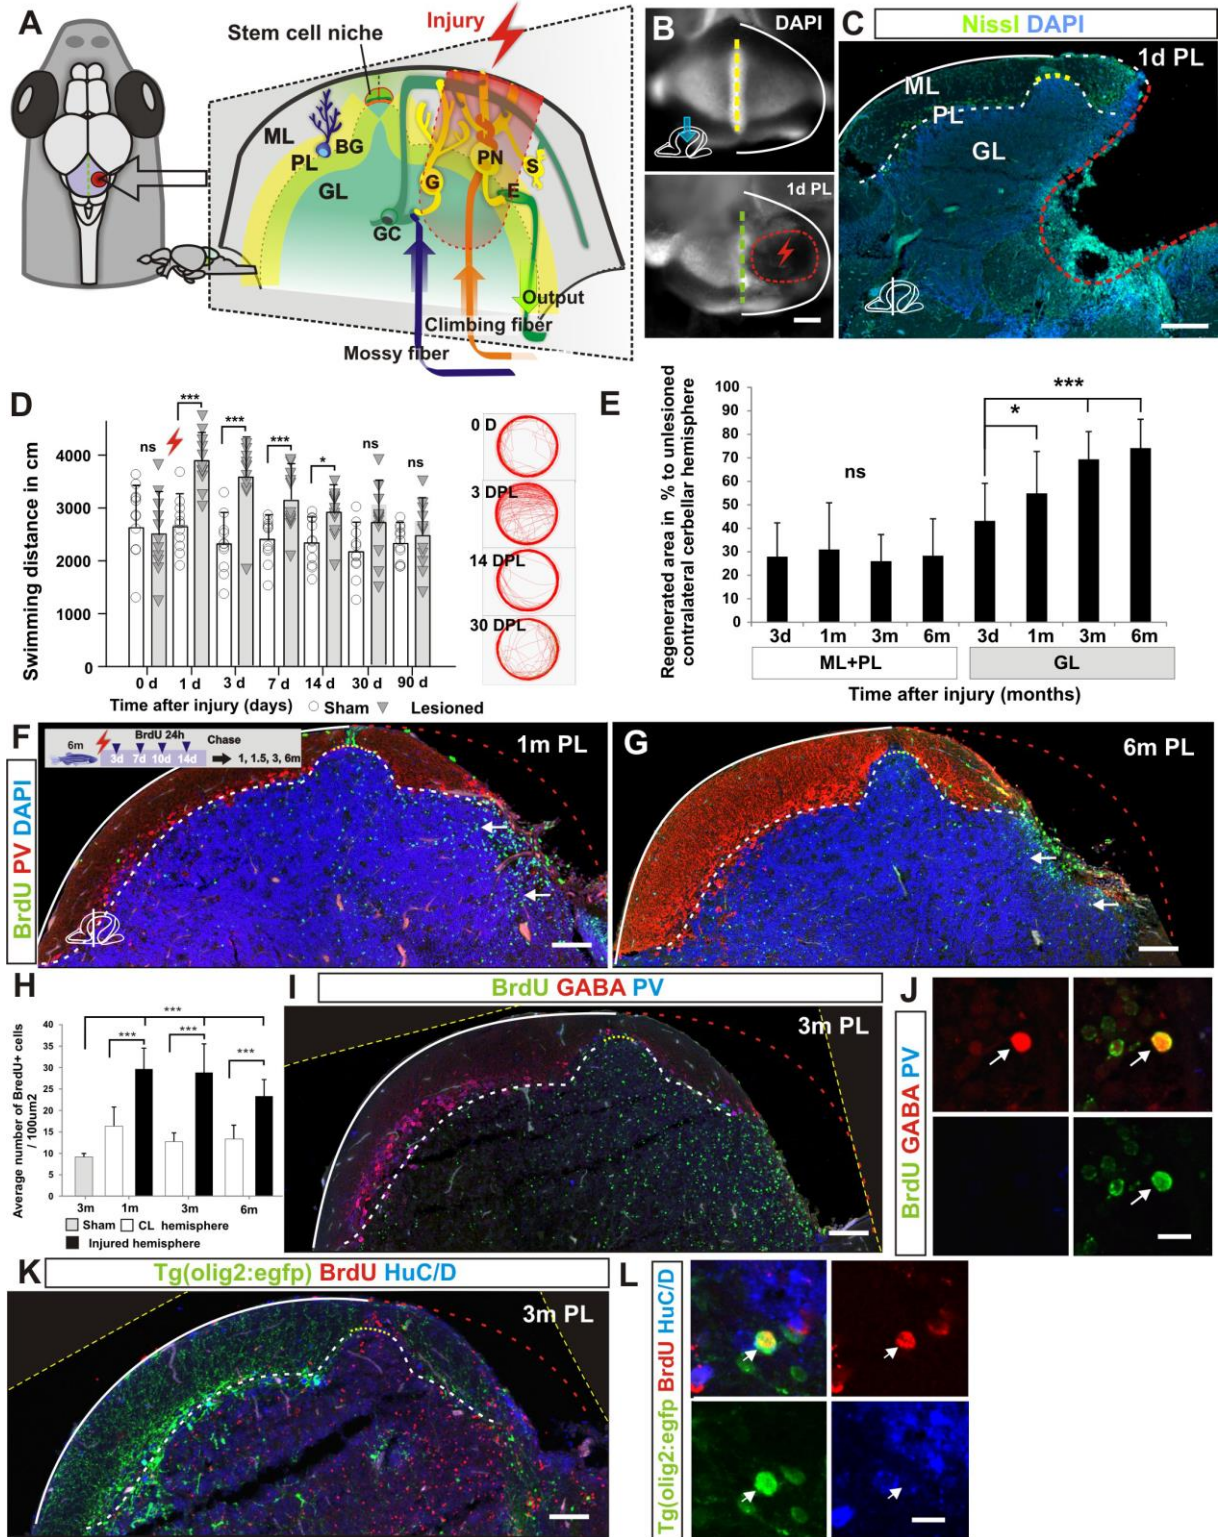 A
Injury
Stem cell niche
ML
BG
PL
GL
PN
S
G
E
GC
Output
Climbing fiber
Mossy fiber
B
DAPI
1d PL
C
Nissl DAPI
1d PL
ML
PL
GL
D
Swimming distance in cm
4000
3000
2000
1000
0
ns
***
***
***
*
ns
ns
0 d
1 d
3 d
7 d
14 d
30 d
90 d
Time after injury (days)
Sham
Lesioned
0 D
3 DPL
14 DPL
30 DPL
E
Regenerated area in % to unlesioned
contralateral cerbellar hemisphere
100
90
80
70
60
50
40
30
20
10
0
ns
*
***
3d
1m
3m
6m
3d
1m
3m
6m
ML+PL
GL
Time after injury (months)
F
BrdU PV DAPI
6m
BrdU 24h
3d
7d
10d
14d
Chase
1, 1.5, 3, 6m
1m PL
G
6m PL
H
Average number of BredU+ cells
/ 100um2
40
35
30
25
20
15
10
5
0
***
***
***
***
3m
1m
3m
6m
Sham
CL hemisphere
Injured hemisphere
I
BrdU GABA PV
3m PL
J
BrdU GABA PV
K
Tg(olig2:egfp) BrdU HuC/D
3m PL
L
Tg(olig2:egfp BrdU HuC/D